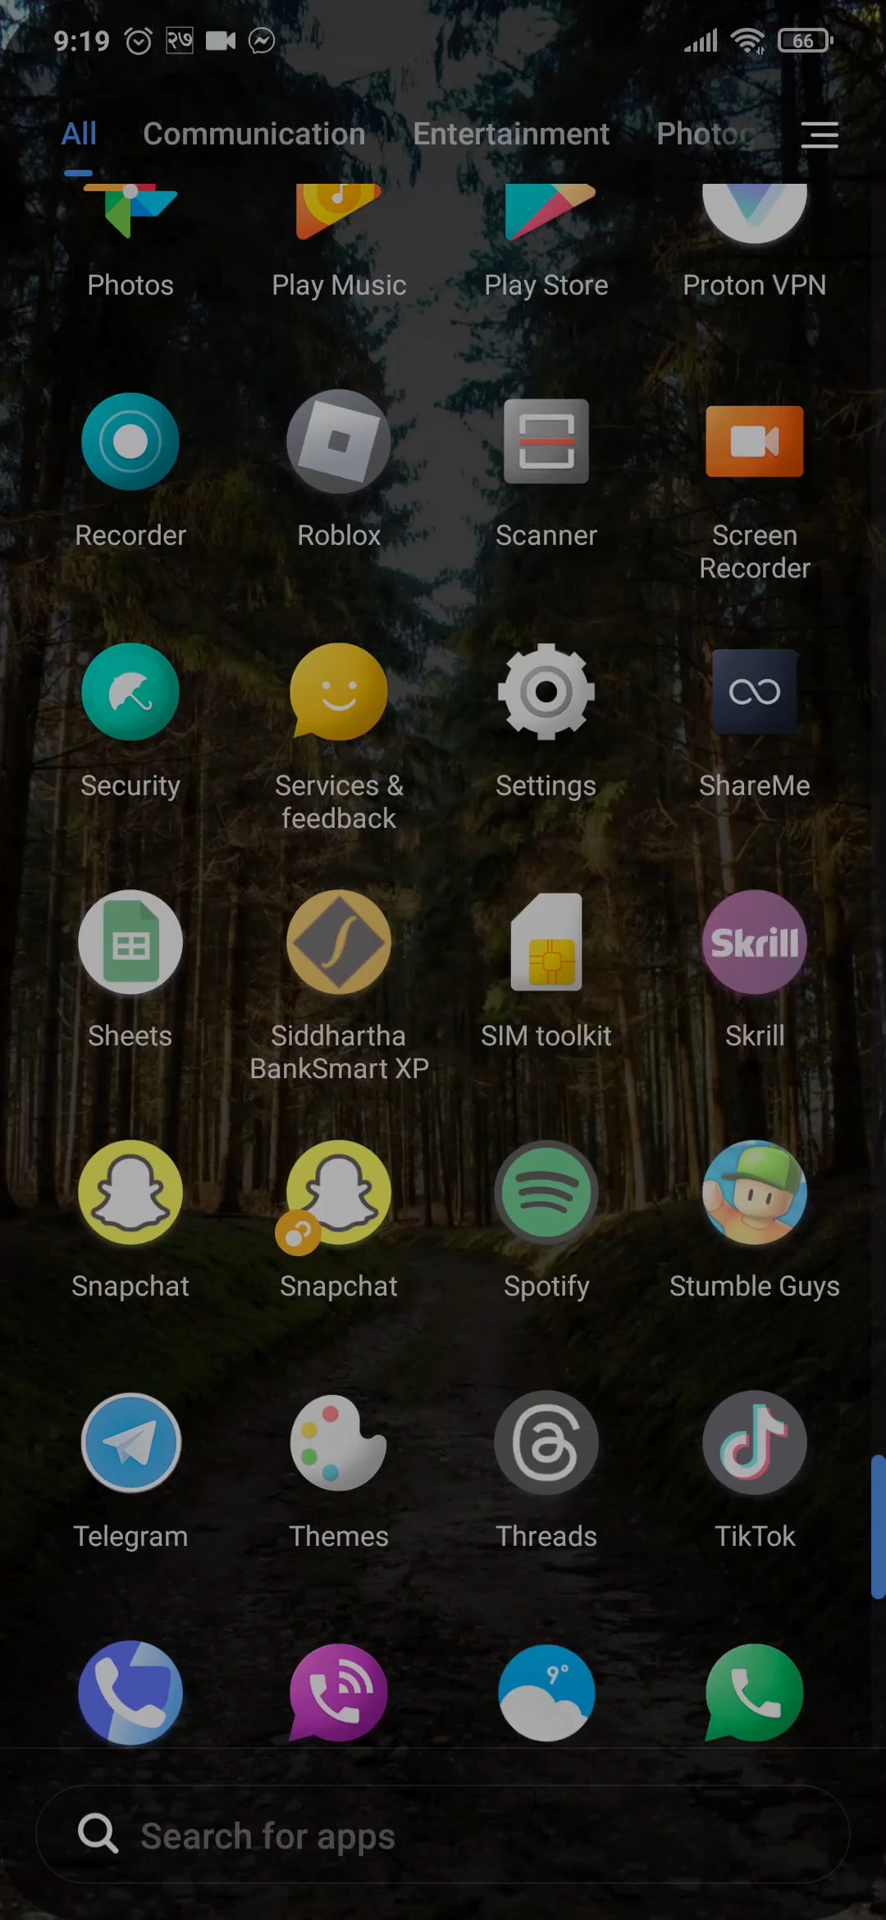 9:19 २७ 66
All Communication Entertainment Photog
Photos Play Music Play Store Proton VPN
Recorder Roblox Scanner Screen
Recorder
Security Services & Settings ShareMe
feedback
Skrill
Sheets Siddhartha SIM toolkit Skrill
BankSmart XP
Snapchat Snapchat Spotify Stumble Guys
Telegram Themes Threads TikTok
9°
Search for apps